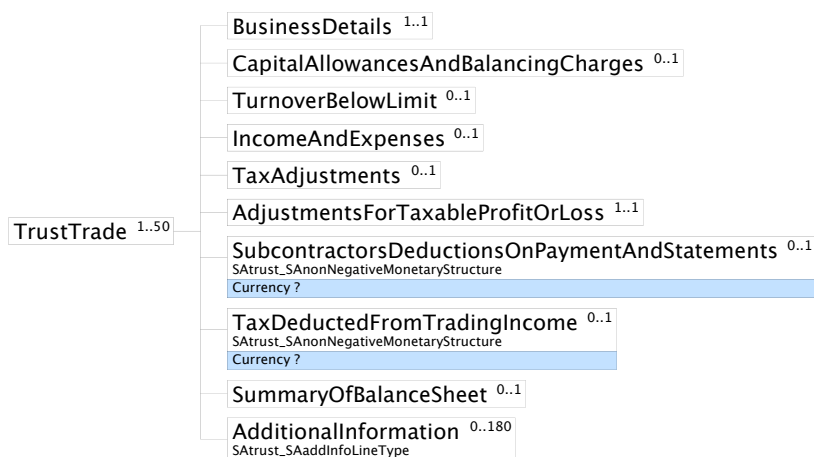 BusinessDetails 1..1
CapitalAllowancesAndBalancingCharges 0..1
TurnoverBelowLimit 0..1
IncomeAndExpenses 0..1
TaxAdjustments 0..1
TrustTrade 1..50
AdjustmentsForTaxableProfitOrLoss 1..1
SubcontractorsDeductionsOnPaymentAndStatements 0..1
SAtrust_SAnonNegativeMonetaryStructure
Currency ?
TaxDeductedFromTradingIncome 0..1
SAtrust_SAnonNegativeMonetaryStructure
Currency ?
SummaryOfBalanceSheet 0..1
AdditionalInformation 0..180
SAtrust_SAaddInfoLineType